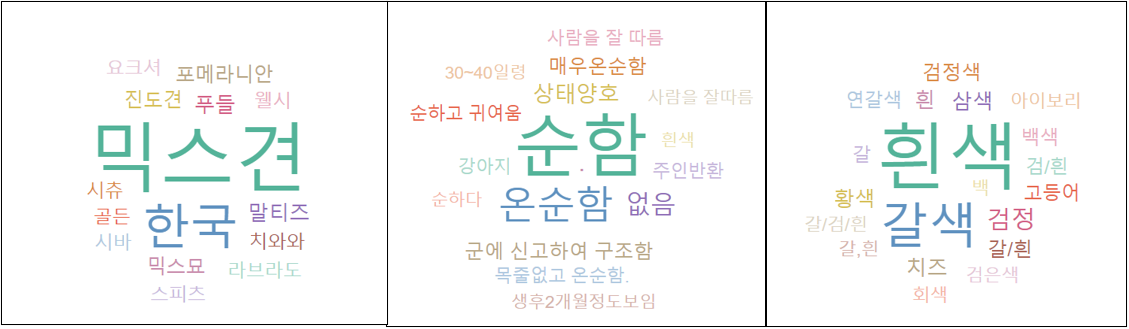 요크셔
포메라니안
진도견
푸들
웰시
믹스견
시츄
골든
한국
말티즈
시바
치와와
믹스묘
라브라도
스피츠
사람을 잘 따름
매우온순함
30~40일령
상태양호
사람을 잘따름
순하고 귀여움
순함
흰색
강아지
.
주인반환
순하다
온순함
없음
군에 신고하여 구조함
목줄없고 온순함.
생후2개월정도보임
검정색
연갈색
흰
삼색
아이보리
백색
흰색
갈
검/흰
백
고등어
황색
갈색
검정
갈/검/흰
갈,흰
갈/흰
치즈
검은색
회색